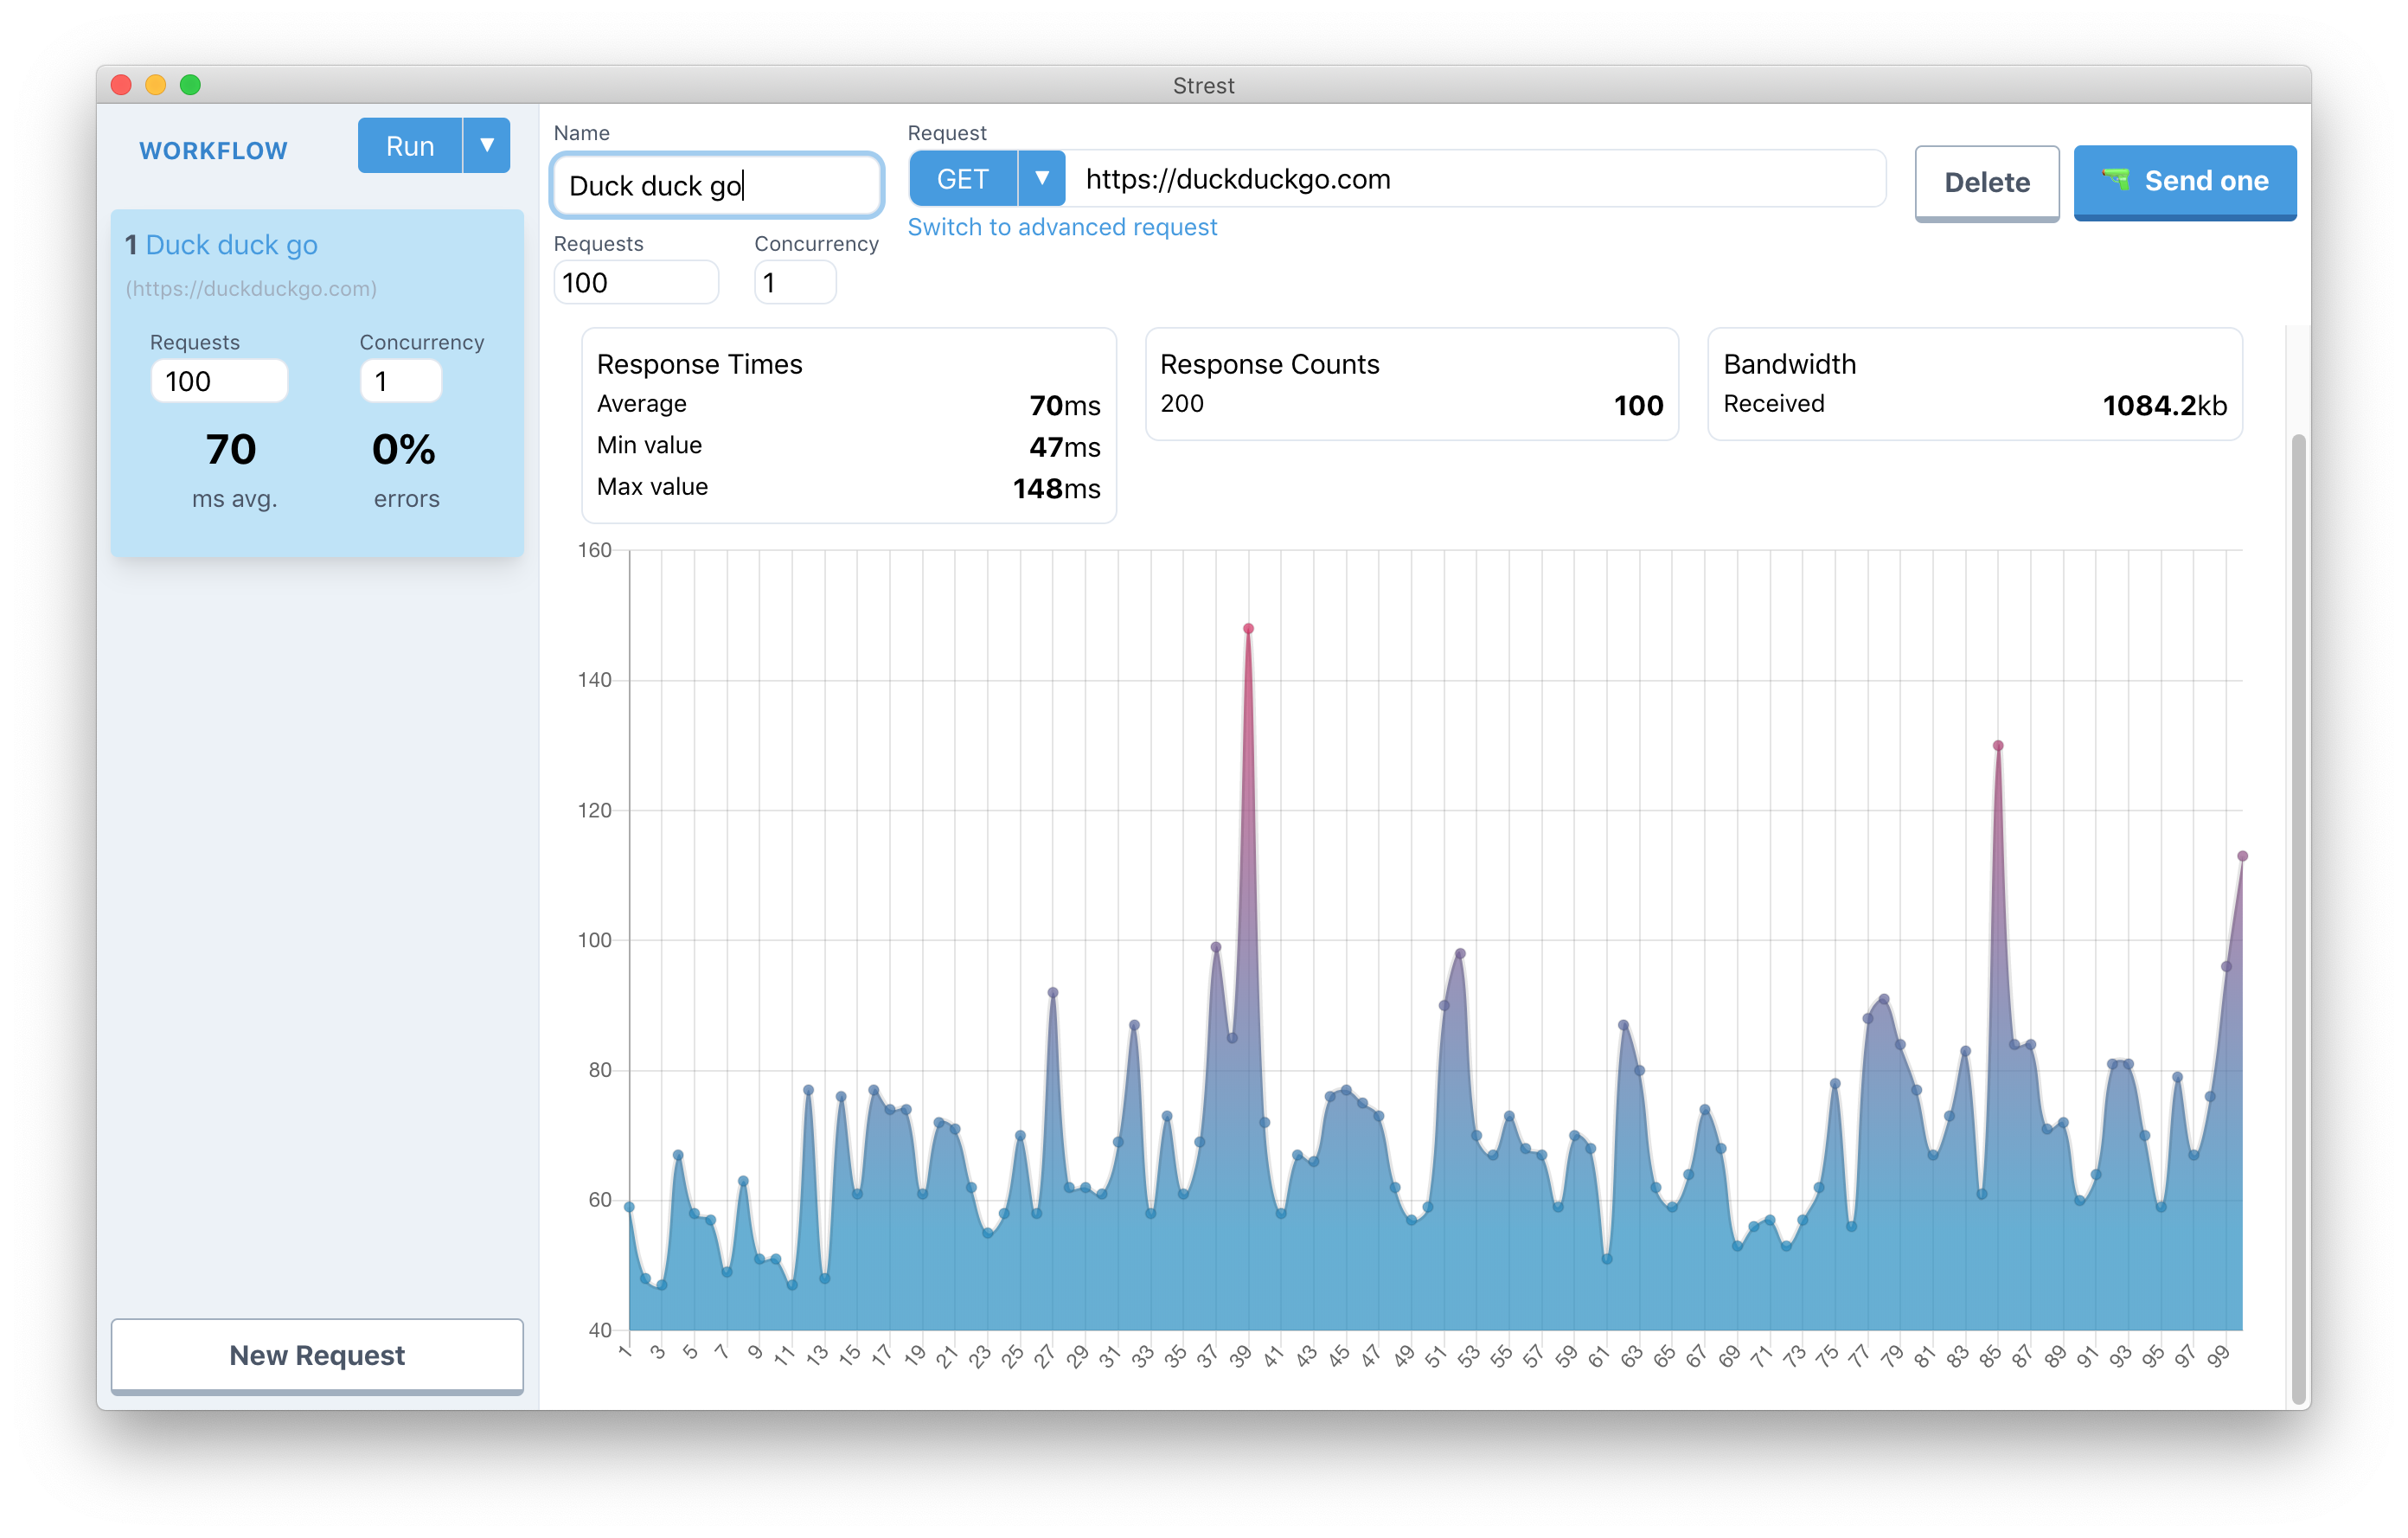 Strest
WORKFLOW
Run ▼
1 Duck duck go
(https://duckduckgo.com)
Requests Concurrency
100 1
70 0%
ms avg. errors
New Request
Name Request
Duck duck go GET ▼ https://duckduckgo.com Delete Send one
Switch to advanced request
Requests Concurrency
100 1
Response Times
Average 70ms
Min value 47ms
Max value 148ms
Response Counts
200 100
Bandwidth
Received 1084.2kb
160
140
120
100
80
60
40
1 3 5 7 9 11 13 15 17 19 21 23 25 27 29 31 33 35 37 39 41 43 45 47 49 51 53 55 57 59 61 63 65 67 69 71 73 75 77 79 81 83 85 87 89 91 93 95 97 99